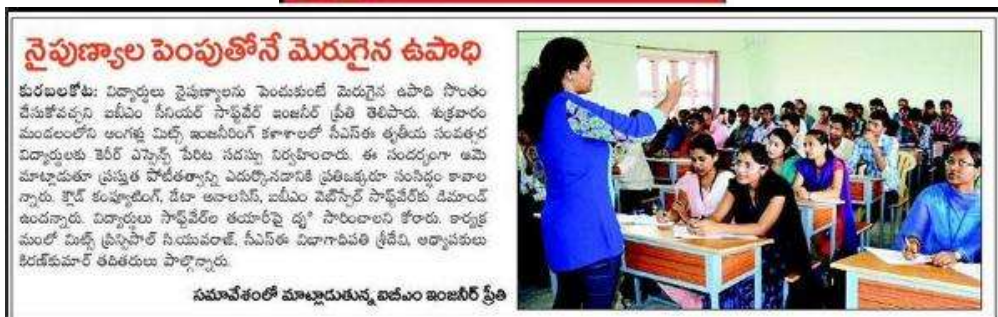 నైపుణ్యాల పెంపుతోనే మెరుగైన ఉపాధి
కురబలకోట: విద్యార్థులు నైపుణ్యాలను పెంచుకుంటే మెరుగైన ఉపాధి సొంతం
చేసుకోవచ్చని ఐబీఎం సీనియర్ సాఫ్ట్‌వేర్ ఇంజనీర్ ప్రీతి తెలిపారు. శుక్రవారం
మండలంలోని అంగళ్లు మిట్స్ ఇంజనీరింగ్ కళాశాలలో సీఎస్ఈ తృతీయ సంవత్సర
విద్యార్థులకు కెరీర్ ఎస్సెన్స్ పేరిట సదస్సు నిర్వహించారు. ఈ సందర్భంగా ఆమె
మాట్లాడుతూ ప్రస్తుత పోటీతత్వాన్ని ఎదుర్కొనడానికి ప్రతిఒక్కరూ సంసిద్ధం కావాల
న్నారు. క్లౌడ్ కంప్యూటింగ్, డేటా అనాలసిస్, ఐబీఎం వెబ్‌స్పేర్ సాఫ్ట్‌వేర్‌కు డిమాండ్
ఉందన్నారు. విద్యార్థులు సాఫ్ట్‌వేర్‌ల తయారీపై సారించాలని కోరారు. కార్యక్ర
మంలో మిట్స్ ప్రిన్సిపాల్ సి.యువరాజ్, సీఎస్ఈ విభాగాధిపతి శ్రీదేవి, అధ్యాపకులు
కిరణ్‌కుమార్ తదితరులు పాల్గొన్నారు.
సమావేశంలో మాట్లాడుతున్న ఐబీఎం ఇంజనీర్ ప్రీతి